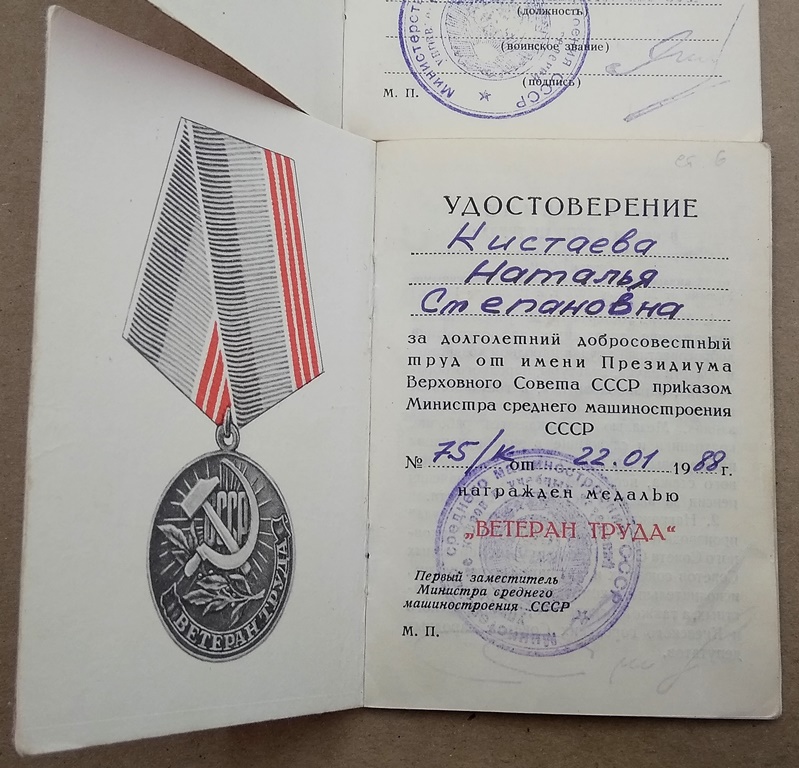 (должность)
(воинское звание)
(подпись)
М. П.
СССР
ВЕТЕРАН ТРУДА
УДОСТОВЕРЕНИЕ
Кистаева
Наталья
Степановна
за долголетний добросовестный
труд от имени Президиума
Верховного Совета СССР приказом
Министра среднего машиностроения
СССР
№ 75/к от 22.01 1988 г.
награжден медалью
„ВЕТЕРАН ТРУДА“
Первый заместитель
Министра среднего
машиностроения СССР
М. П.